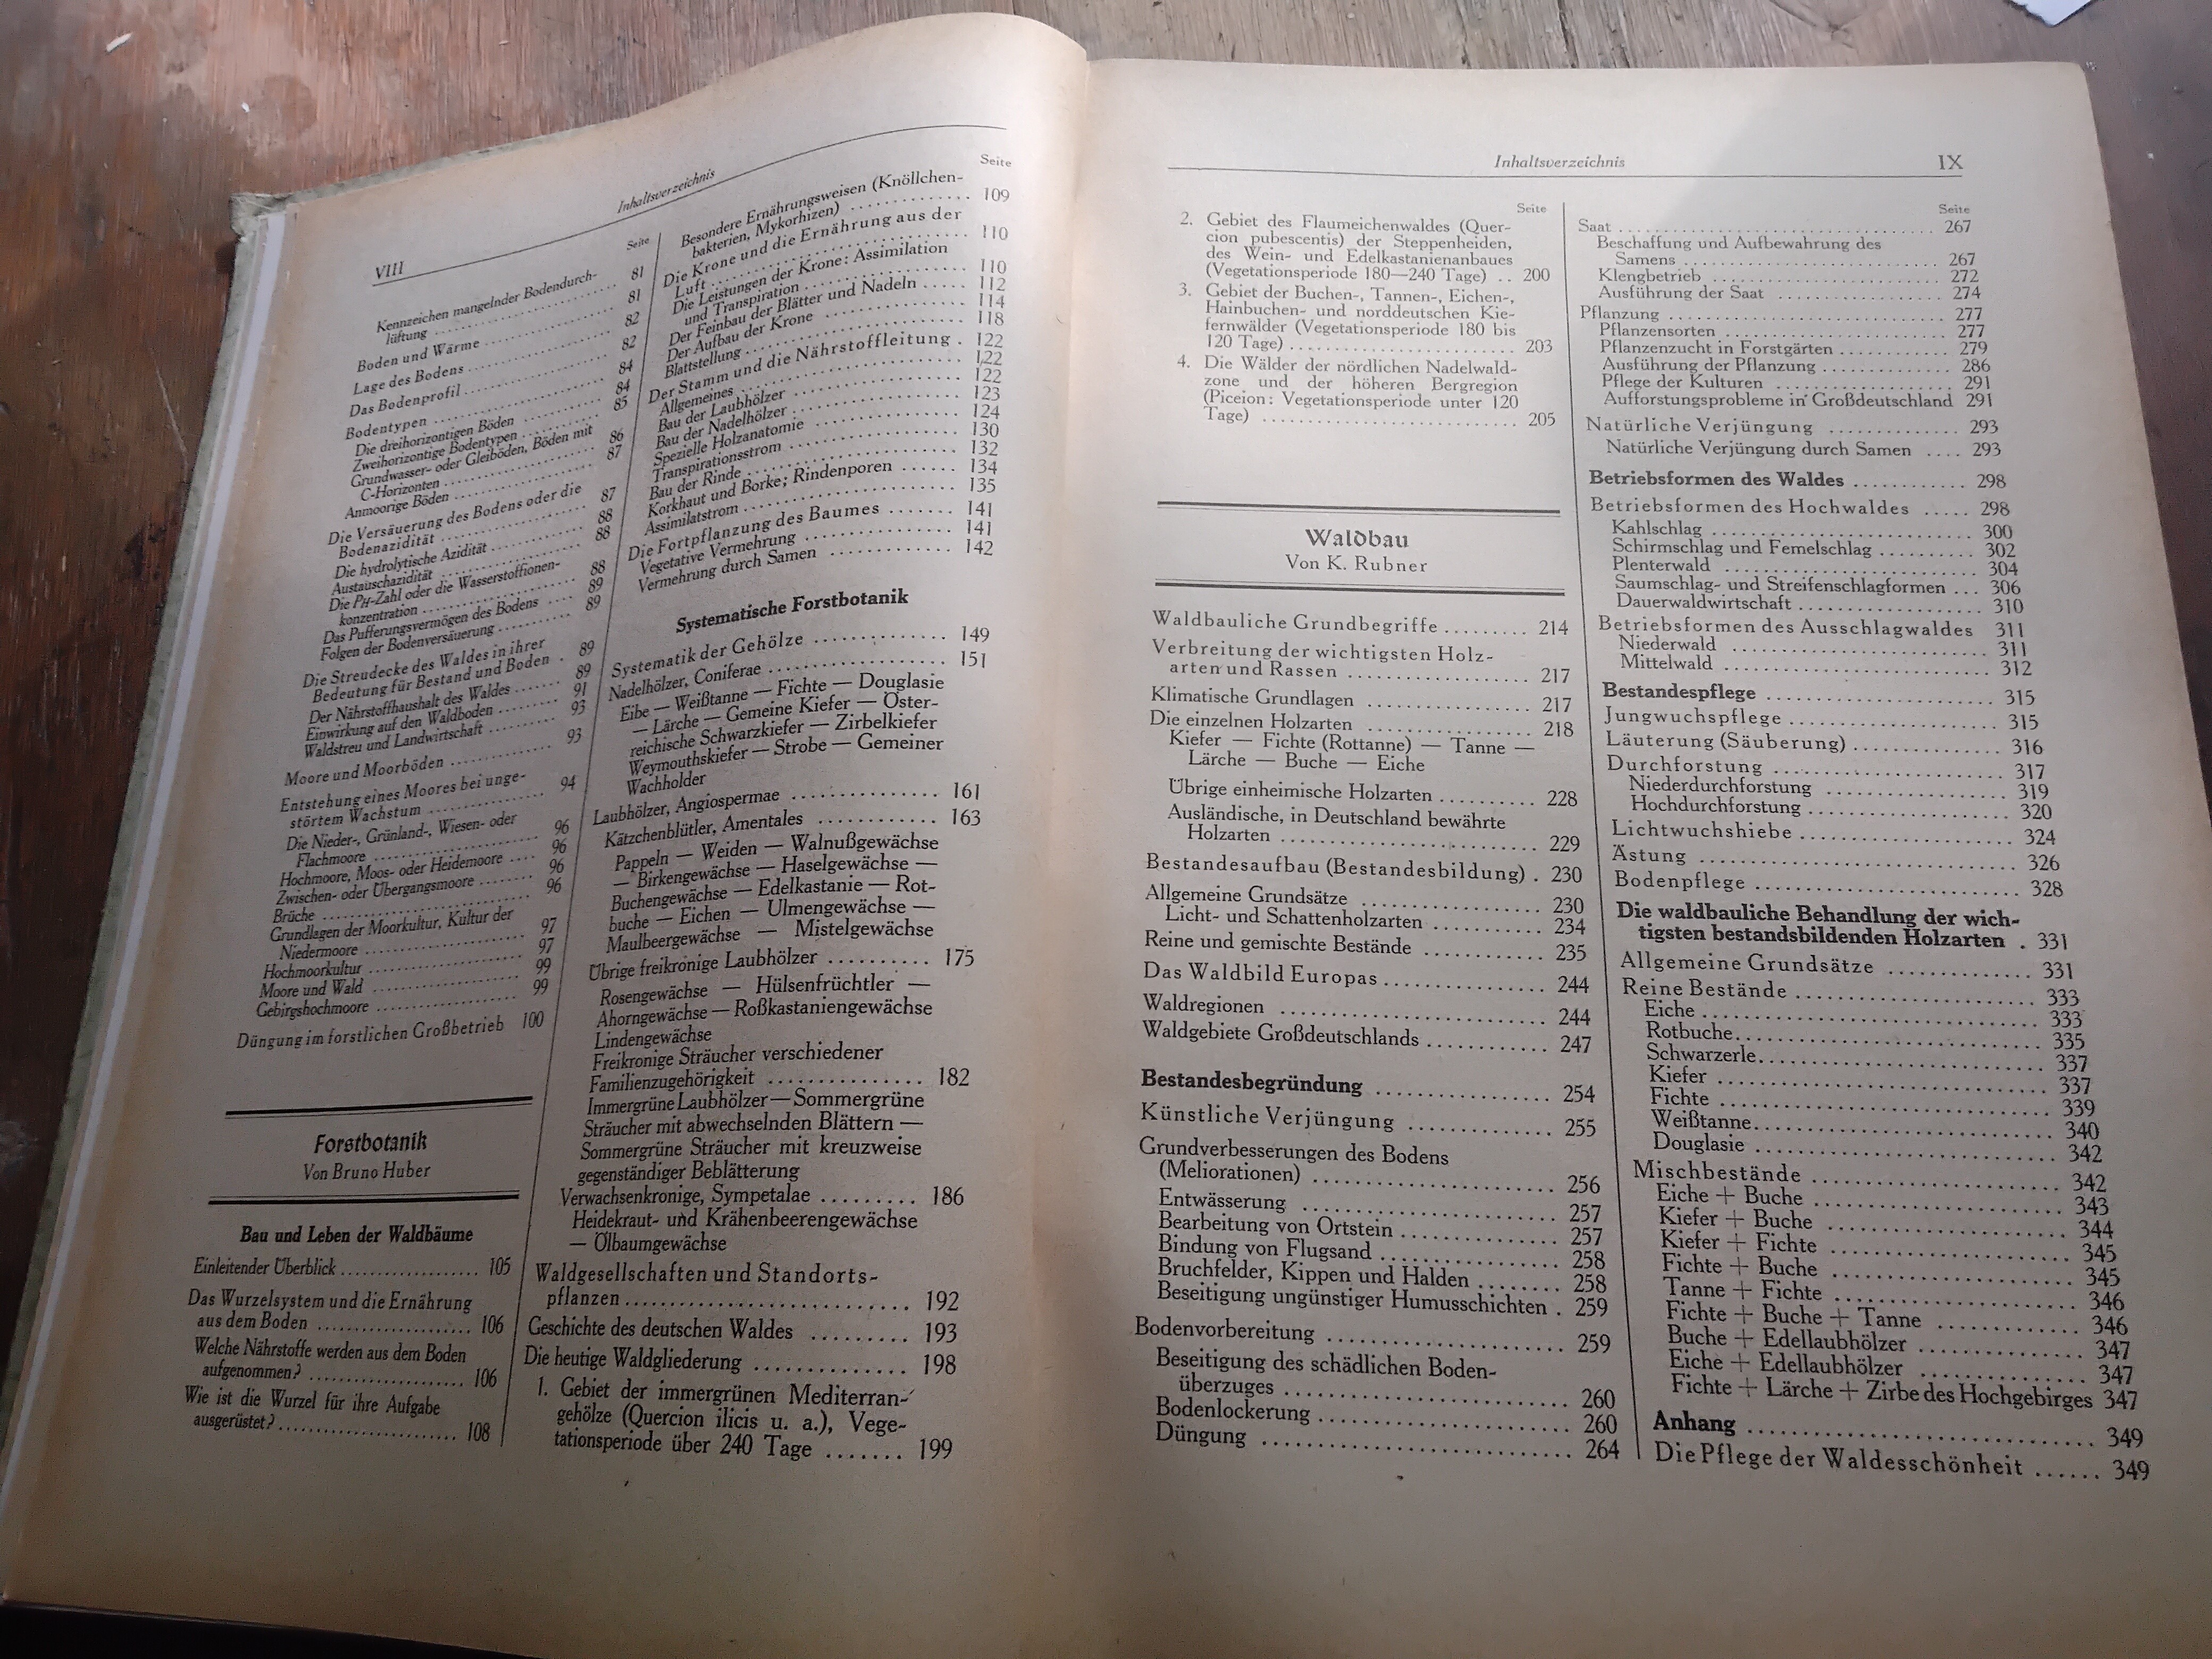 VIII
Inhaltsverzeichnis
Seite
Kennzeichen mangelnder Bodendurch-
lüftung 81
Boden und Wärme 81
Lage des Bodens 82
Das Bodenprofil 82
Bodentypen 84
Die dreihorizontigen Böden 84
Zweihorizontige Bodentypen 85
Grundwasser- oder Gleiböden, Böden mit
C-Horizonten 86
Anmoorige Böden 87
Die Versäuerung des Bodens oder die
Bodenazidität 87
Die hydrolytische Azidität 88
Austauschazidität 88
Die PH-Zahl oder die Wasserstoffionen-
konzentration 88
Das Pufferungsvermögen des Bodens 89
Folgen der Bodenversäuerung 89
Die Streudecke des Waldes in ihrer
Bedeutung für Bestand und Boden . 89
Der Nährstoffhaushalt des Waldes 89
Einwirkung auf den Waldboden 91
Waldstreu und Landwirtschaft 93
Moore und Moorböden 93
Entstehung eines Moores bei unge-
störtem Wachstum 94
Die Nieder-, Grünland-, Wiesen- oder
Flachmoore 96
Hochmoore, Moos- oder Heidemoore 96
Zwischen- oder Übergangsmoore 96
Brüche 96
Grundlagen der Moorkultur, Kultur der
Niedermoore 97
Hochmoorkultur 97
Moore und Wald 99
Gebirgshochmoore 99
Düngung im forstlichen Großbetrieb 100
Forstbotanik
Von Bruno Huber
Bau und Leben der Waldbäume
Einleitender Überblick 105
Das Wurzelsystem und die Ernährung
aus dem Boden 106
Welche Nährstoffe werden aus dem Boden
aufgenommen? 106
Wie ist die Wurzel für ihre Aufgabe
ausgerüstet? 108
Seite
Besondere Ernährungsweisen (Knöllchen-
bakterien, Mykorhizen) 109
Die Krone und die Ernährung aus der
Luft 110
Die Leistungen der Krone: Assimilation
und Transpiration 110
Der Feinbau der Blätter und Nadeln 112
Der Aufbau der Krone 114
Blattstellung 118
Der Stamm und die Nährstoffleitung . 122
Allgemeines 122
Bau der Laubhölzer 122
Bau der Nadelhölzer 123
Spezielle Holzanatomie 124
Transpirationsstrom 130
Bau der Rinde 132
Korkhaut und Borke; Rindenporen 134
Assimilatstrom 135
Die Fortpflanzung des Baumes 141
Vegetative Vermehrung 141
Vermehrung durch Samen 142
Systematische Forstbotanik
Systematik der Gehölze 149
Nadelhölzer, Coniferae 151
Eibe — Weißtanne — Fichte — Douglasie
— Lärche — Gemeine Kiefer — Öster-
reichische Schwarzkiefer — Zirbelkiefer
Weymouthskiefer — Strobe — Gemeiner
Wachholder
Laubhölzer, Angiospermae 161
Kätzchenblütler, Amentales 163
Pappeln — Weiden — Walnußgewächse
— Birkengewächse — Haselgewächse —
Buchengewächse — Edelkastanie — Rot-
buche — Eichen — Ulmengewächse —
Maulbeergewächse — Mistelgewächse
Übrige freikronige Laubhölzer 175
Rosengewächse — Hülsenfrüchtler —
Ahorngewächse — Roßkastaniengewächse
Lindengewächse
Freikronige Sträucher verschiedener
Familienzugehörigkeit 182
Immergrüne Laubhölzer — Sommergrüne
Sträucher mit abwechselnden Blättern —
Sommergrüne Sträucher mit kreuzweise
gegenständiger Beblätterung
Verwachsenkronige, Sympetalae 186
Heidekraut- und Krähenbeerengewächse
— Ölbaumgewächse
Waldgesellschaften und Standorts-
pflanzen 192
Geschichte des deutschen Waldes 193
Die heutige Waldgliederung 198
1. Gebiet der immergrünen Mediterran-
gehölze (Quercion ilicis u. a.), Vege-
tationsperiode über 240 Tage 199
Inhaltsverzeichnis
IX
Seite
2. Gebiet des Flaumeichenwaldes (Quer-
cion pubescentis) der Steppenheiden,
des Wein- und Edelkastanienanbaues
(Vegetationsperiode 180—240 Tage) .. 200
3. Gebiet der Buchen-, Tannen-, Eichen-,
Hainbuchen- und norddeutschen Kie-
fernwälder (Vegetationsperiode 180 bis
120 Tage) 203
4. Die Wälder der nördlichen Nadelwald-
zone und der höheren Bergregion
(Piceion: Vegetationsperiode unter 120
Tage) 205
Waldbau
Von K. Rubner
Waldbauliche Grundbegriffe 214
Verbreitung der wichtigsten Holz-
arten und Rassen 217
Klimatische Grundlagen 217
Die einzelnen Holzarten 218
Kiefer — Fichte (Rottanne) — Tanne —
Lärche — Buche — Eiche
Übrige einheimische Holzarten 228
Ausländische, in Deutschland bewährte
Holzarten 229
Bestandesaufbau (Bestandesbildung) . 230
Allgemeine Grundsätze 230
Licht- und Schattenholzarten 234
Reine und gemischte Bestände 235
Das Waldbild Europas 244
Waldregionen 244
Waldgebiete Großdeutschlands 247
Bestandesbegründung 254
Künstliche Verjüngung 255
Grundverbesserungen des Bodens
(Meliorationen) 256
Entwässerung 257
Bearbeitung von Ortstein 257
Bindung von Flugsand 258
Bruchfelder, Kippen und Halden 258
Beseitigung ungünstiger Humusschichten . 259
Bodenvorbereitung 259
Beseitigung des schädlichen Boden-
überzuges 260
Bodenlockerung 260
Düngung 264
Seite
Saat 267
Beschaffung und Aufbewahrung des
Samens 267
Klengbetrieb 272
Ausführung der Saat 274
Pflanzung 277
Pflanzensorten 277
Pflanzenzucht in Forstgärten 279
Ausführung der Pflanzung 286
Pflege der Kulturen 291
Aufforstungsprobleme in Großdeutschland 291
Natürliche Verjüngung 293
Natürliche Verjüngung durch Samen 293
Betriebsformen des Waldes 298
Betriebsformen des Hochwaldes 298
Kahlschlag 300
Schirmschlag und Femelschlag 302
Plenterwald 304
Saumschlag- und Streifenschlagformen 306
Dauerwaldwirtschaft 310
Betriebsformen des Ausschlagwaldes 311
Niederwald 311
Mittelwald 312
Bestandespflege 315
Jungwuchspflege 315
Läuterung (Säuberung) 316
Durchforstung 317
Niederdurchforstung 319
Hochdurchforstung 320
Lichtwuchshiebe 324
Ästung 326
Bodenpflege 328
Die waldbauliche Behandlung der wich-
tigsten bestandsbildenden Holzarten . 331
Allgemeine Grundsätze 331
Reine Bestände 333
Eiche 333
Rotbuche 335
Schwarzerle 337
Kiefer 337
Fichte 339
Weißtanne 340
Douglasie 342
Mischbestände 342
Eiche + Buche 343
Kiefer + Buche 344
Kiefer + Fichte 345
Fichte + Buche 345
Tanne + Fichte 346
Fichte + Buche + Tanne 346
Buche + Edellaubhölzer 347
Eiche + Edellaubhölzer 347
Fichte + Lärche + Zirbe des Hochgebirges 347
Anhang 349
Die Pflege der Waldesschönheit 349